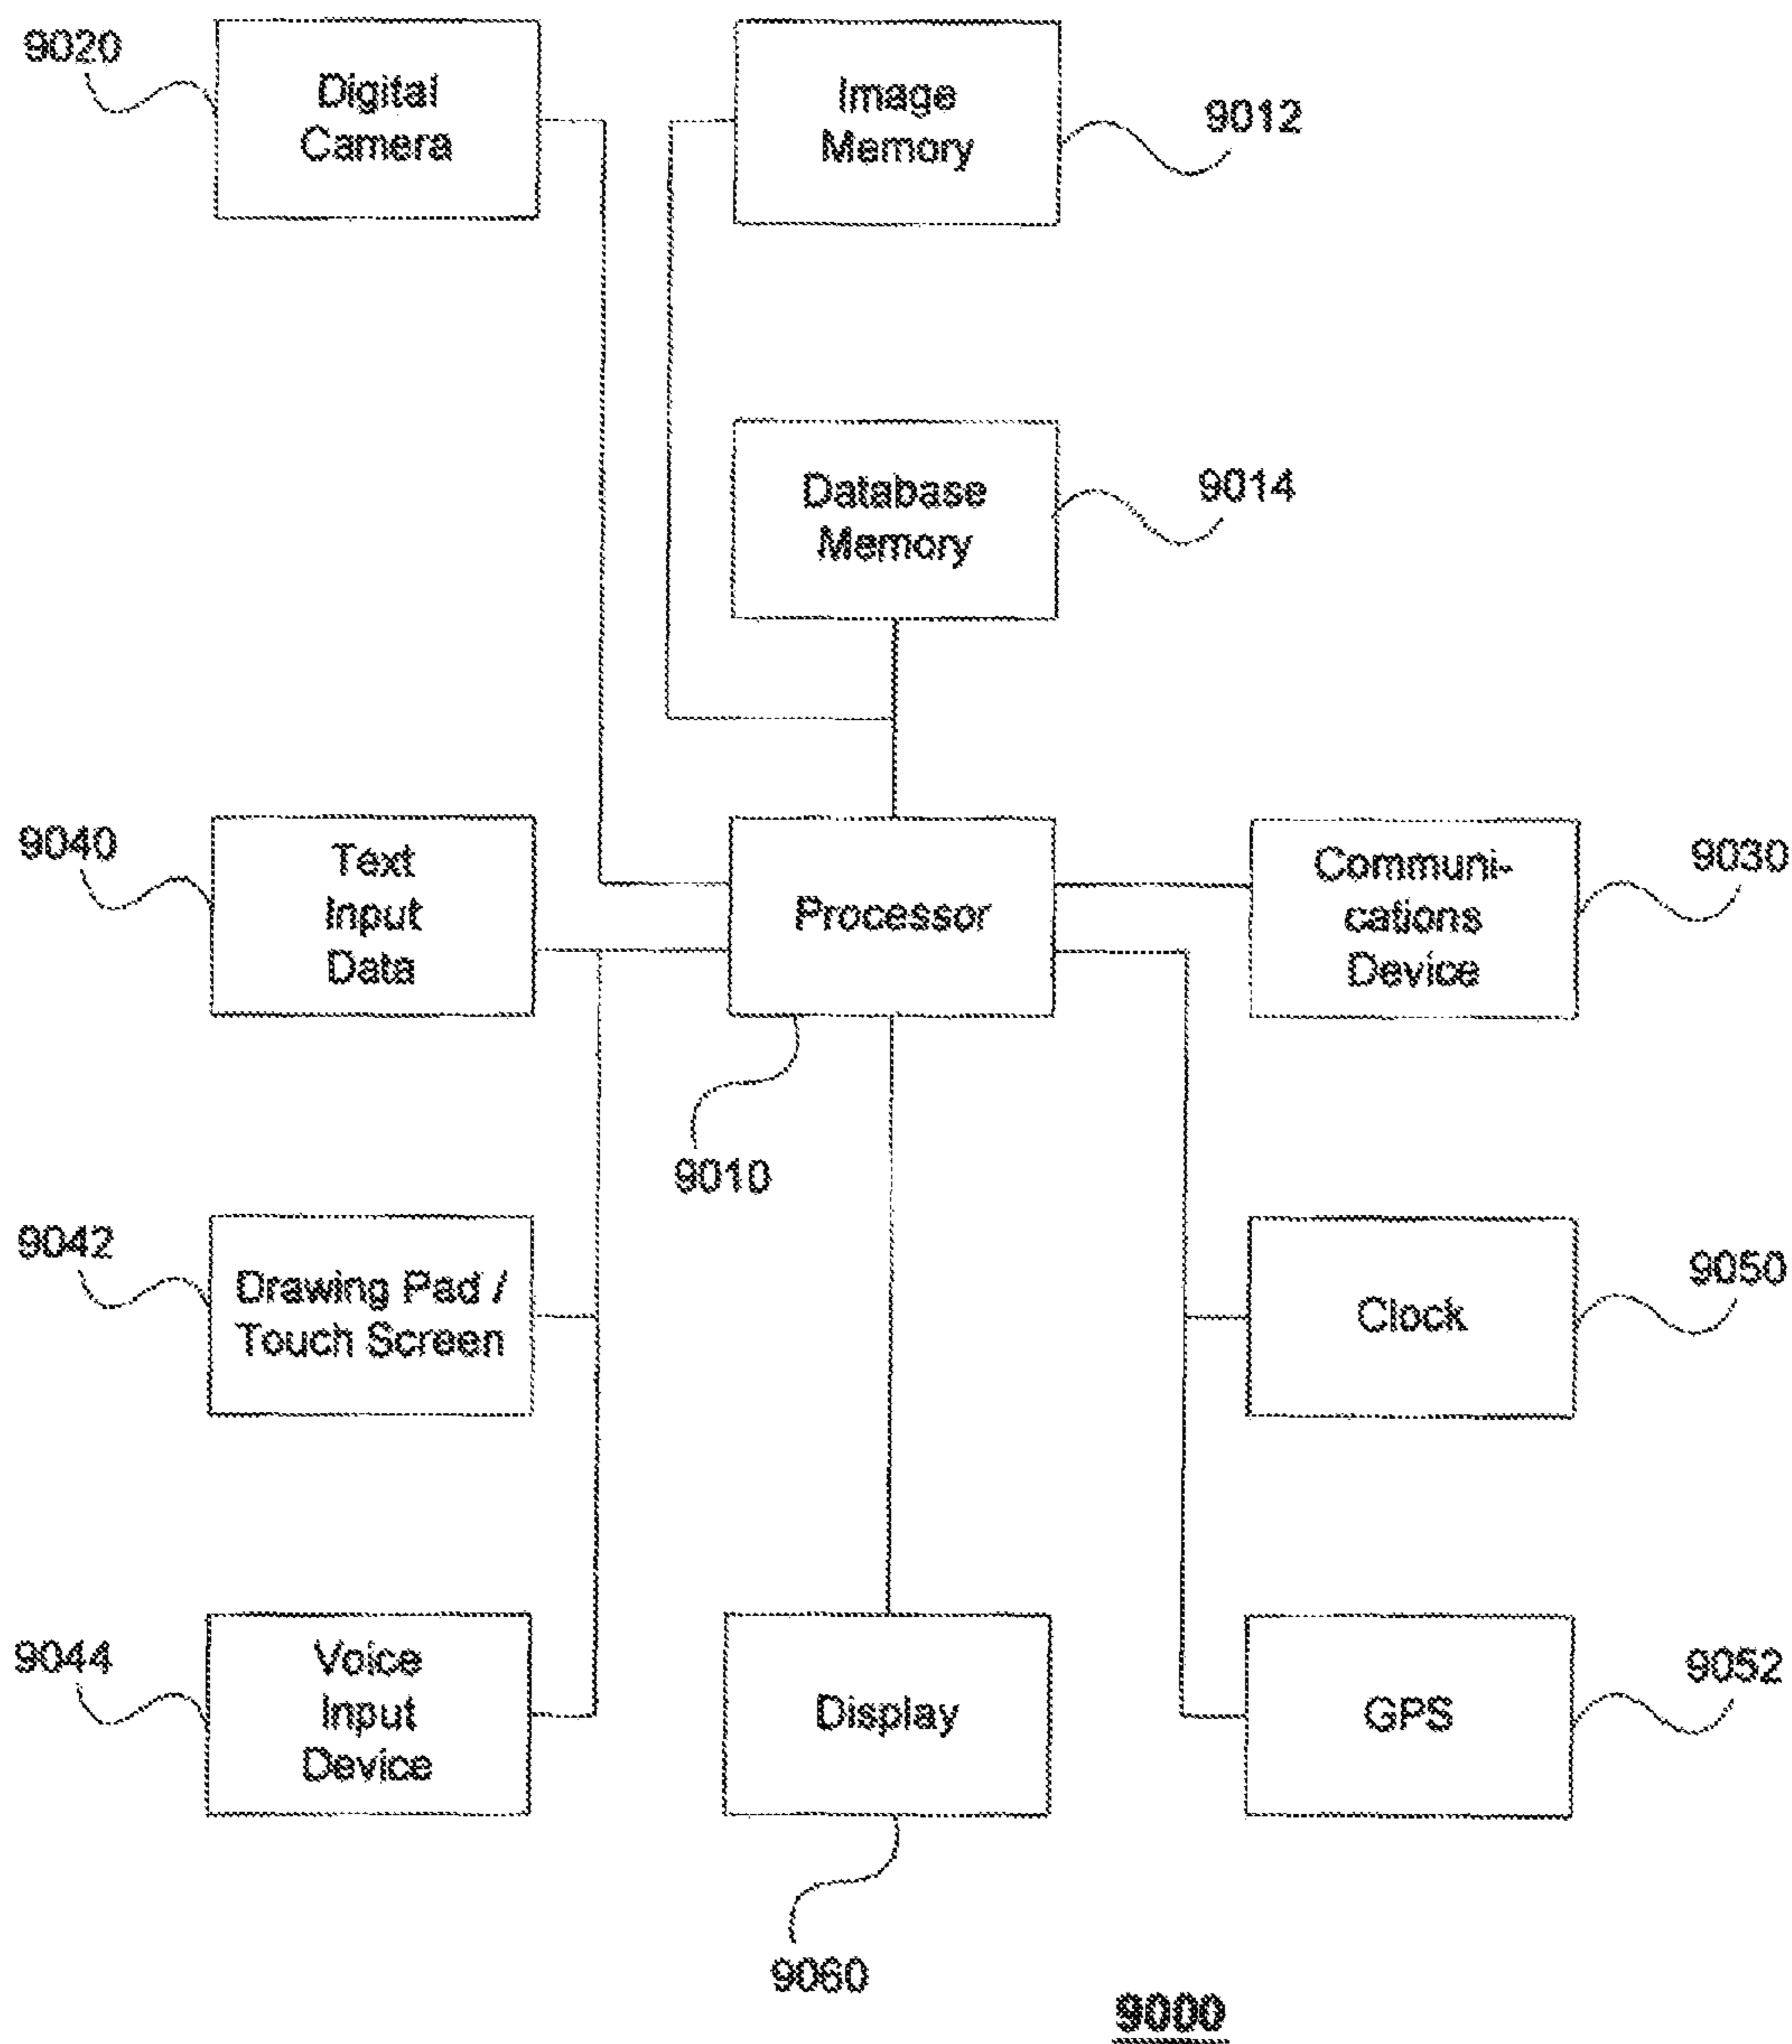 9020
Digital
Camera
Image
Memory
9012
Database
Memory
9014
9040
Text
Input
Data
Processor
9010
Communi-
cations
Device
9030
9042
Drawing Pad /
Touch Screen
Clock
9050
9044
Voice
Input
Device
Display
9060
GPS
9052
9000